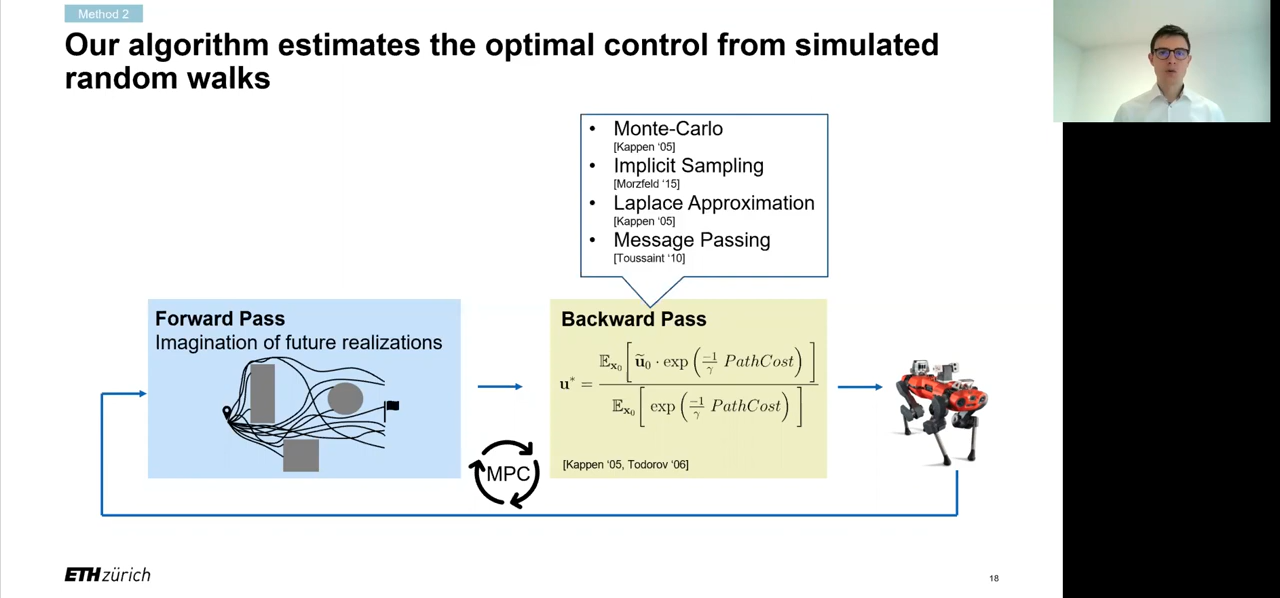 Method 2
Our algorithm estimates the optimal control from simulated
random walks
• Monte-Carlo
[Kappen ‘05]
• Implicit Sampling
[Morzfeld ‘15]
• Laplace Approximation
[Kappen ‘05]
• Message Passing
[Toussaint ‘10]
Forward Pass
Imagination of future realizations
Backward Pass
u* = 𝔼x₀[ũ₀ · exp(-1/γ PathCost)] / 𝔼x₀[exp(-1/γ PathCost)]
[Kappen ‘05, Todorov ‘06]
MPC
ETH zürich
18